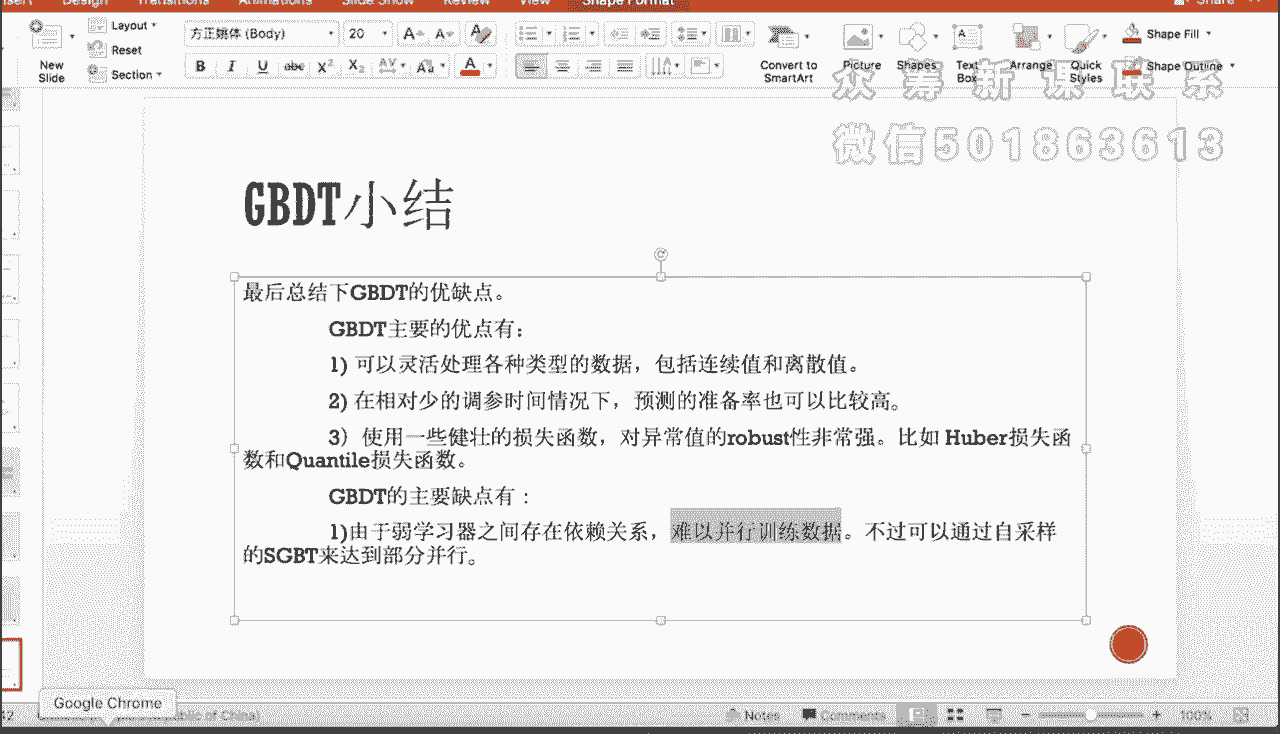 Design Transitions Animations Slide Show Review View Shape Format Share
New Slide
Layout
Reset
Section
方正姚体 (Body) 20
B I U abc X² X₂ AV Aa A
Convert to SmartArt
Picture
Shapes
Text Box
Arrange
Quick Styles
Shape Fill
Shape Outline
众筹新课联系
微信501863613
GBDT小结
最后总结下GBDT的优缺点。
GBDT主要的优点有：
1) 可以灵活处理各种类型的数据，包括连续值和离散值。
2) 在相对少的调参时间情况下，预测的准备率也可以比较高。
3）使用一些健壮的损失函数，对异常值的robust性非常强。比如 Huber损失函
数和Quantile损失函数。
GBDT的主要缺点有：
1)由于弱学习器之间存在依赖关系，难以并行训练数据。不过可以通过自采样
的SGBT来达到部分并行。
Google Chrome
42
Republic of China)
Notes
Comments
100%